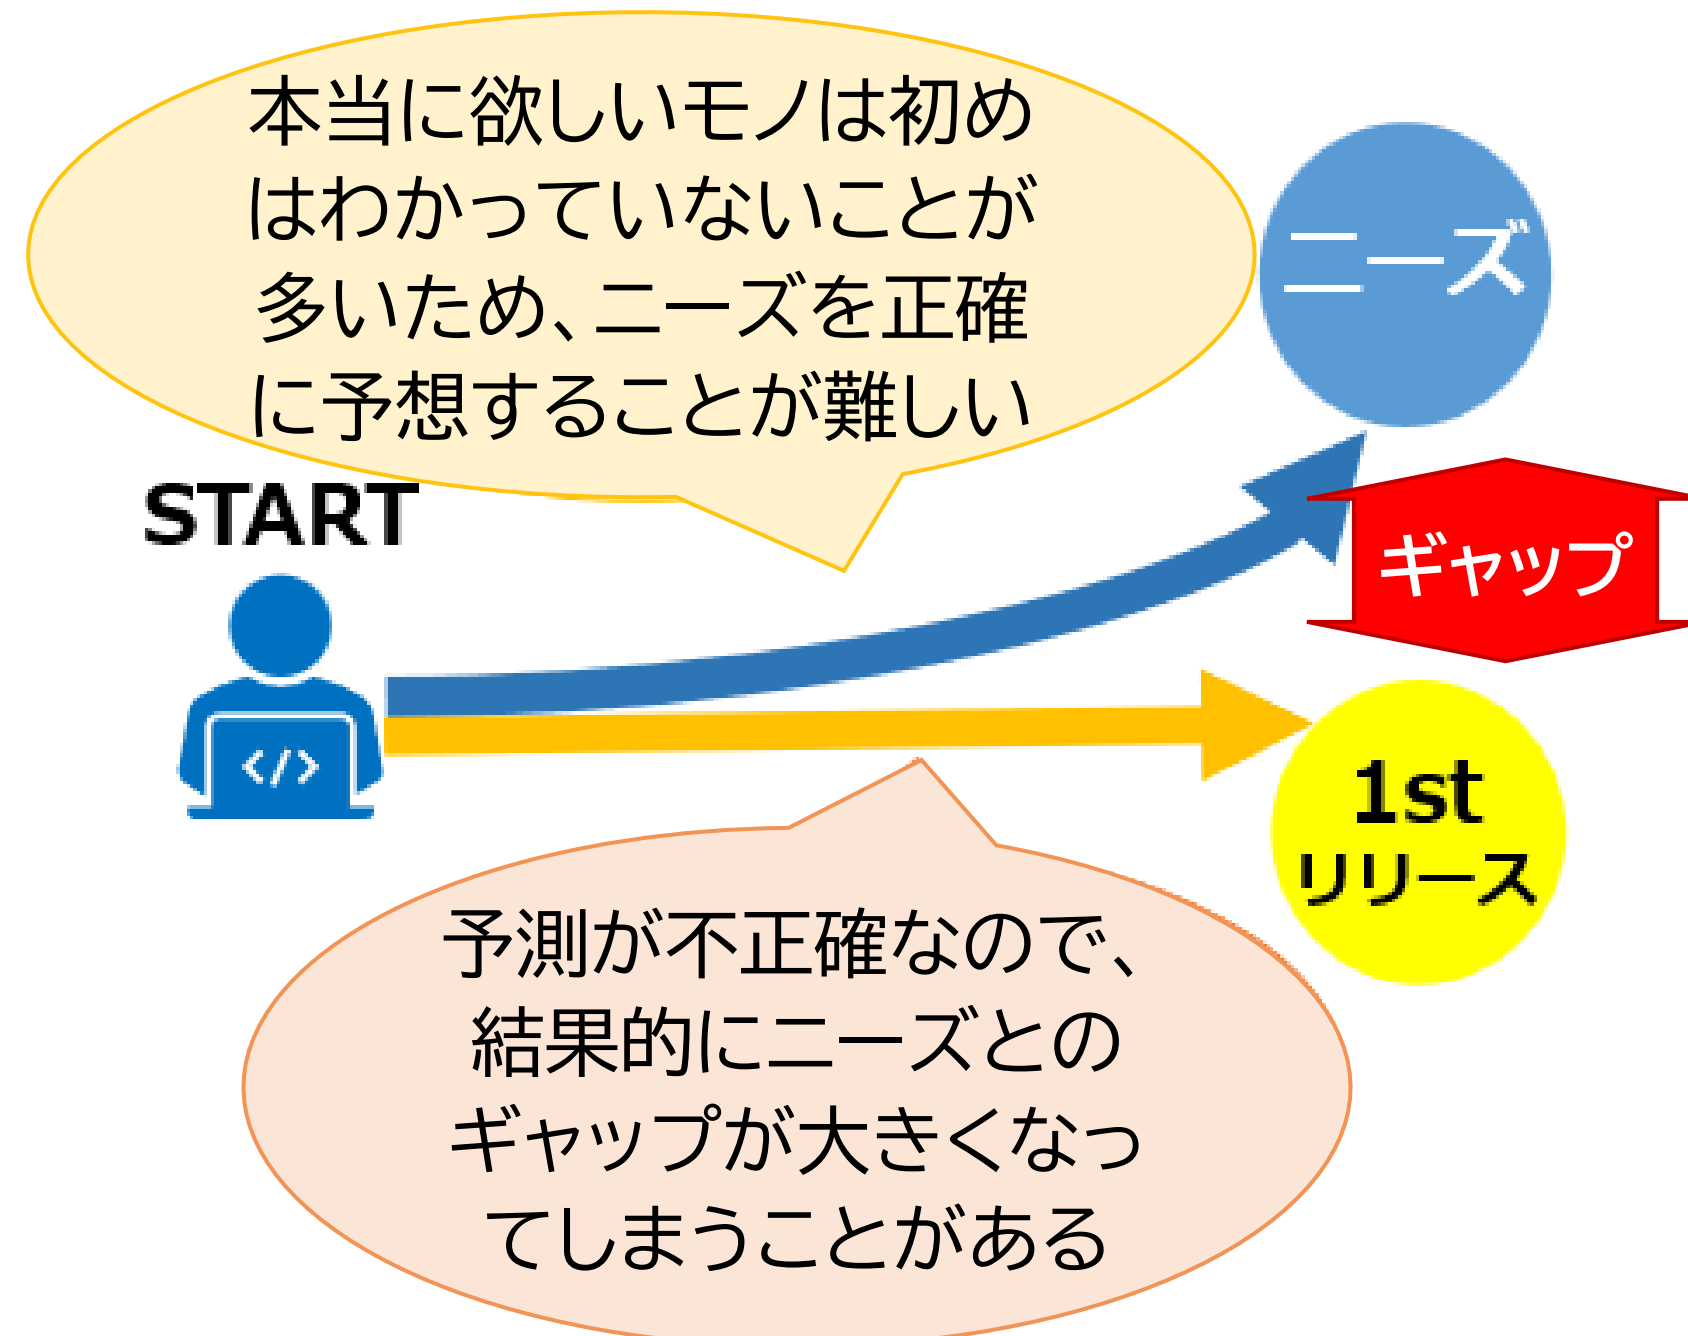 本当に欲しいモノは初め
はわかっていないことが
多いため、ニーズを正確
に予想することが難しい
ニーズ
START
ギャップ
</>
1st
リリース
予測が不正確なので、
結果的にニーズとの
ギャップが大きくなっ
てしまうことがある